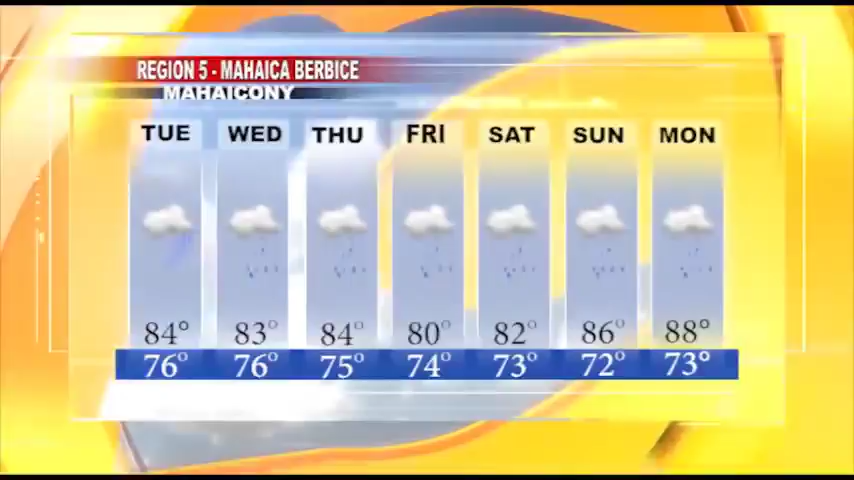 REGION 5 - MAHAICA BERBICE
MAHAICONY
TUE WED THU FRI SAT SUN MON
84° 83° 84° 80° 82° 86° 88°
76° 76° 75° 74° 73° 72° 73°